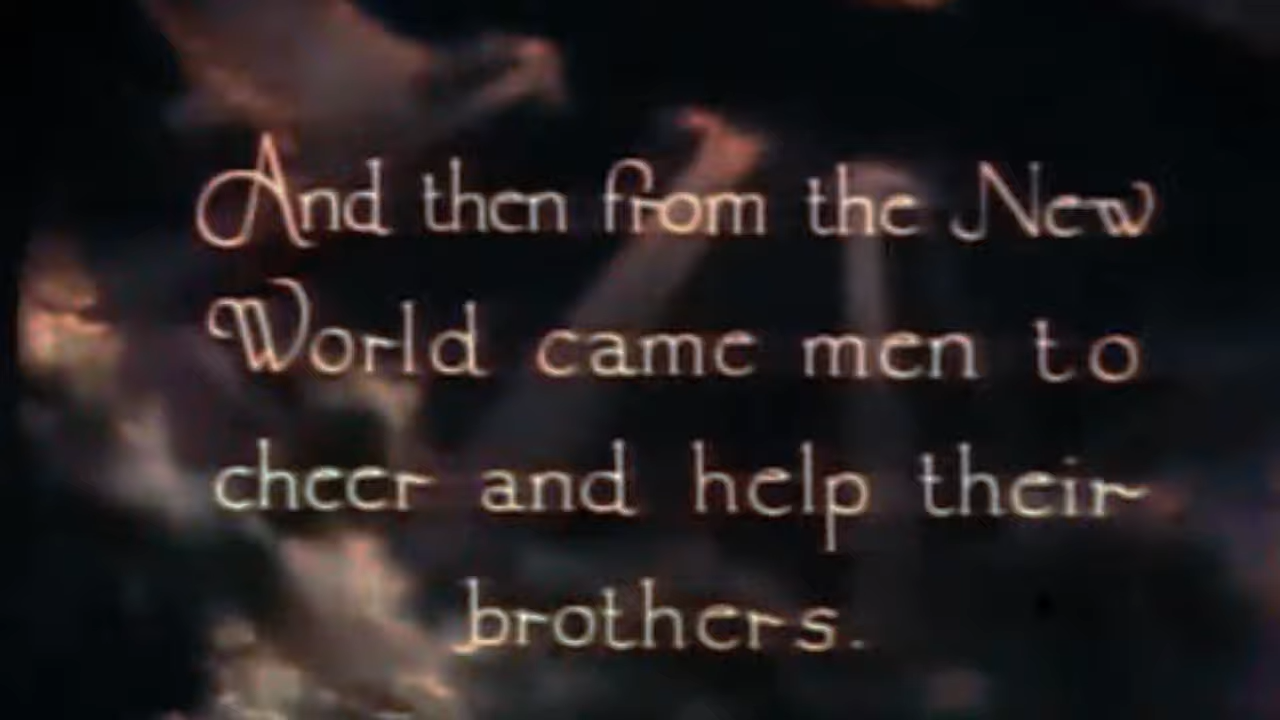 And then from the New
World came men to
cheer and help their
brothers.